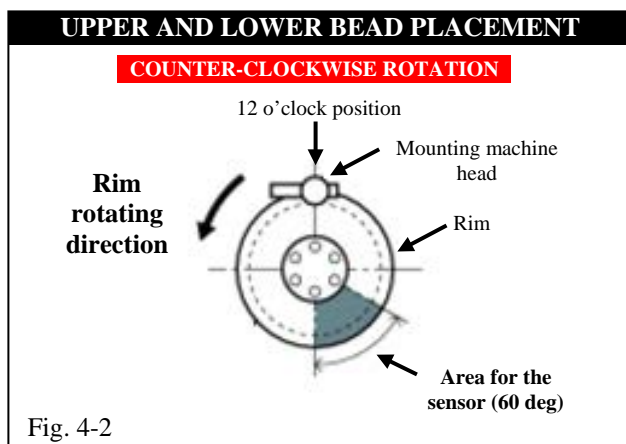 UPPER AND LOWER BEAD PLACEMENT
COUNTER-CLOCKWISE ROTATION
12 o’clock position
Mounting machine
head
Rim
rotating
direction
Rim
Area for the
sensor (60 deg)
Fig. 4-2